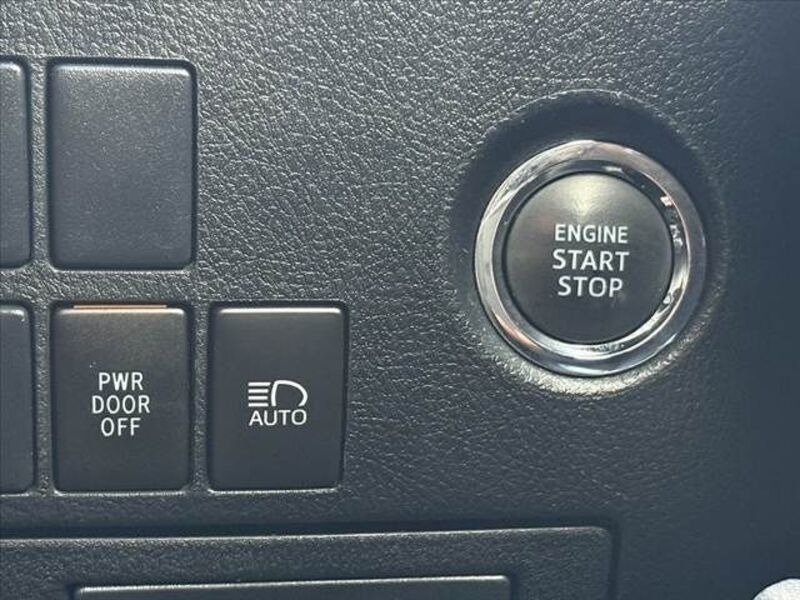 ENGINE
START
STOP
PWR
DOOR
OFF
AUTO